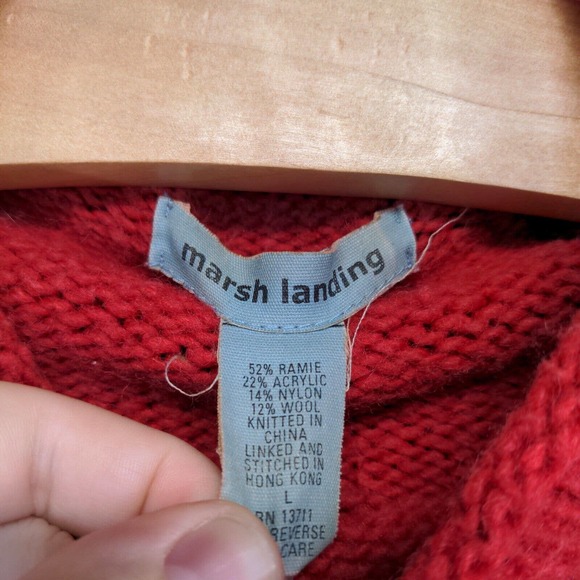 marsh landing
52% RAMIE
22% ACRYLIC
14% NYLON
12% WOOL
KNITTED IN
CHINA
LINKED AND
STITCHED IN
HONG KONG
L
RN 13711
REVERSE
CARE